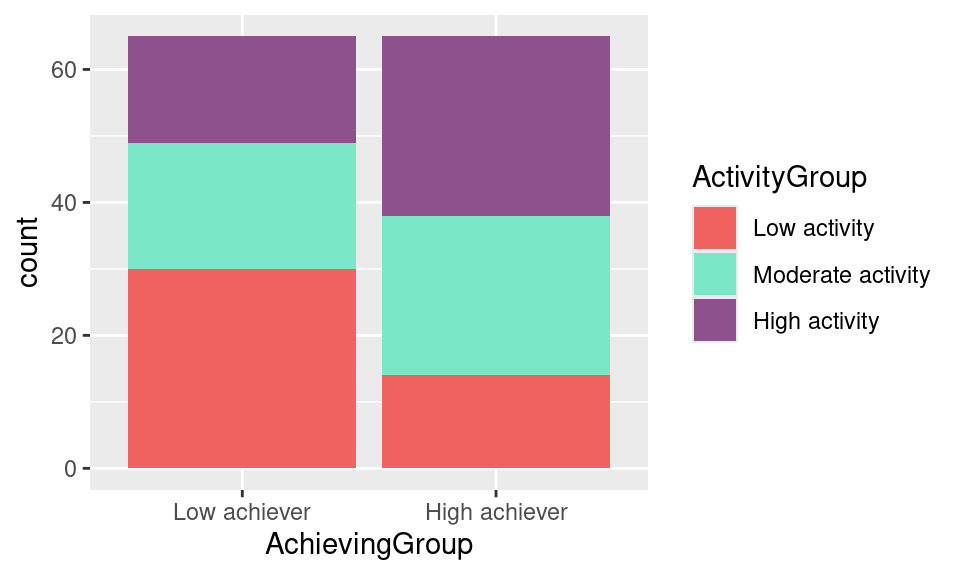 count
60
40
20
0
Low achiever
High achiever
AchievingGroup
ActivityGroup
Low activity
Moderate activity
High activity